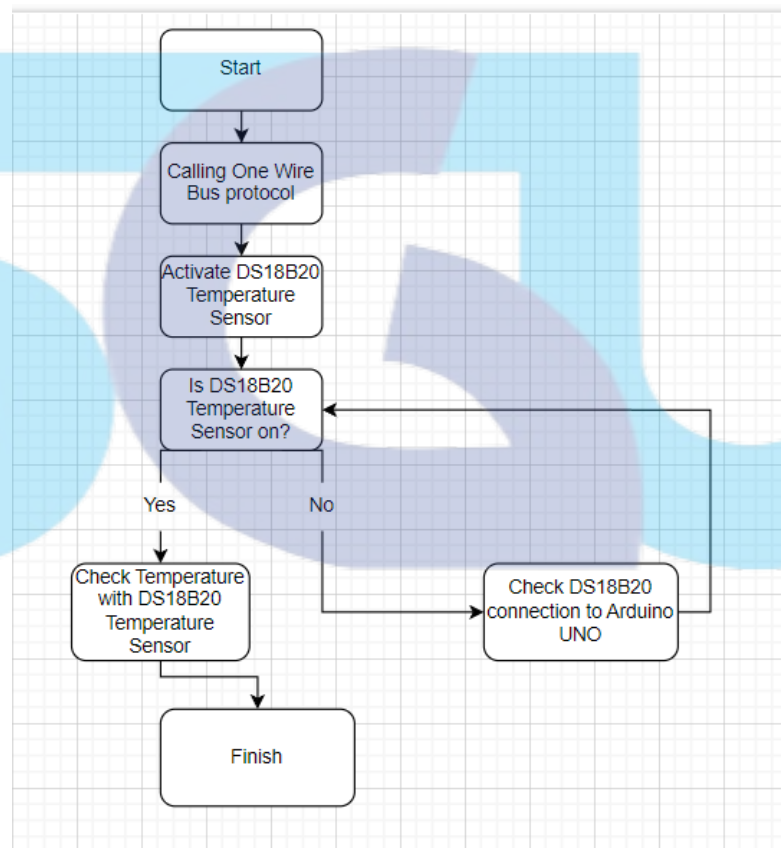 Start
Calling One Wire
Bus protocol
Activate DS18B20
Temperature
Sensor
Is DS18B20
Temperature
Sensor on?
Yes
No
Check Temperature
with DS18B20
Temperature
Sensor
Check DS18B20
connection to Arduino
UNO
Finish